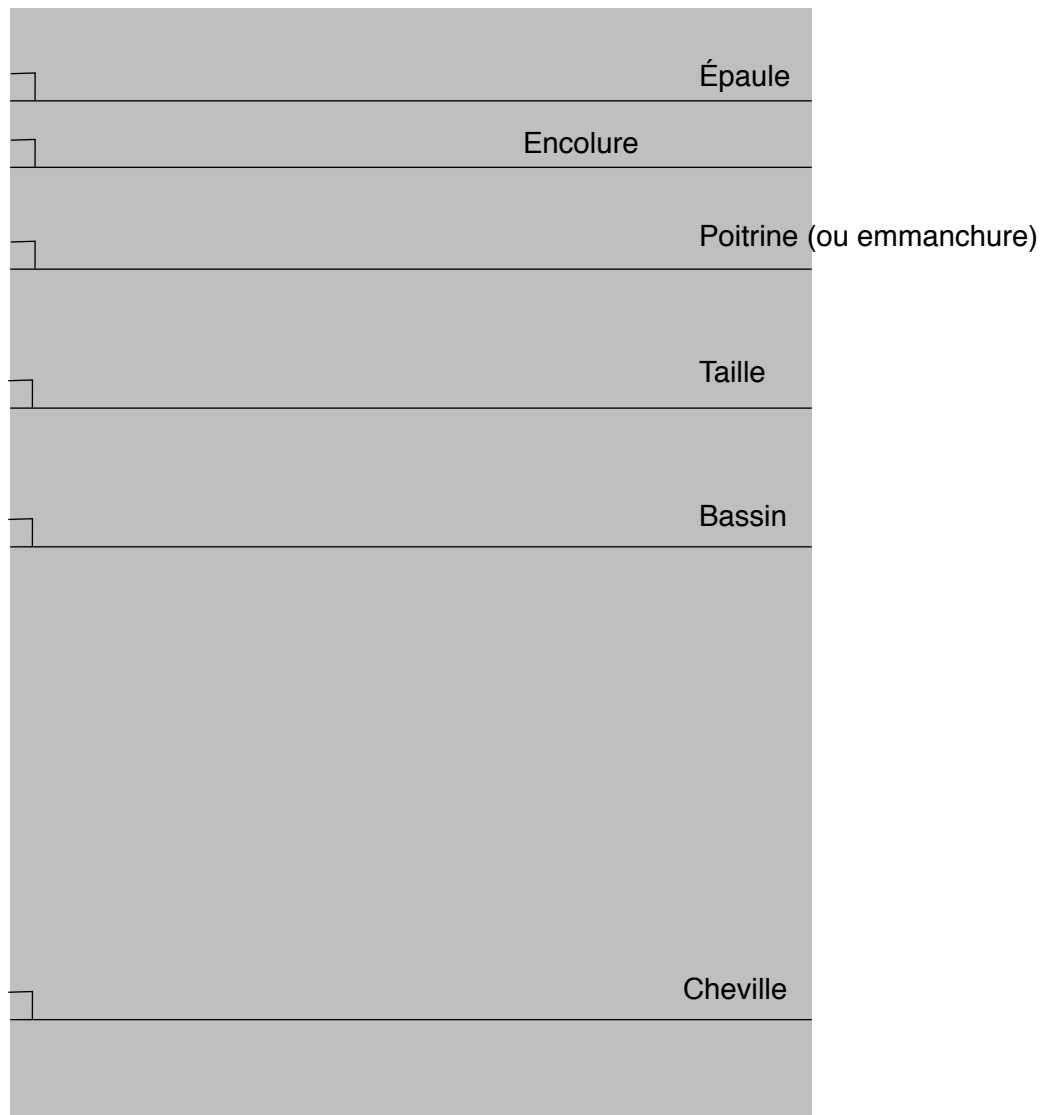 Épaule
Encolure
Poitrine (ou emmanchure)
Taille
Bassin
Cheville